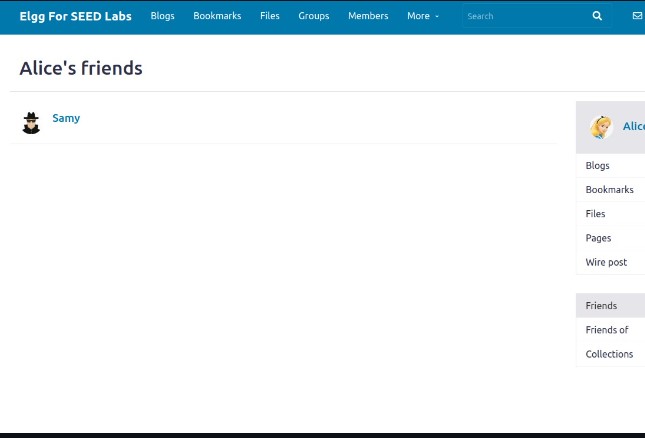 Elgg For SEED Labs Blogs Bookmarks Files Groups Members More Search
Alice's friends
Samy
Alic
Blogs
Bookmarks
Files
Pages
Wire post
Friends
Friends of
Collections